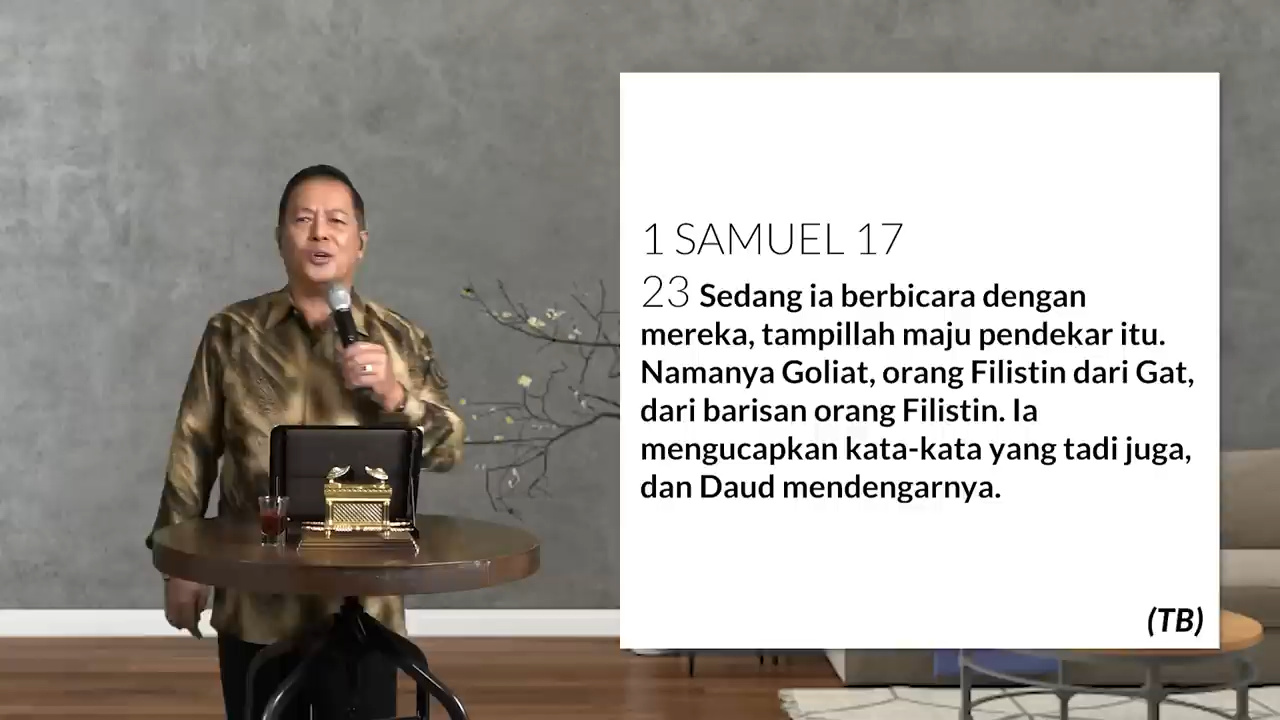 1 SAMUEL 17
23 Sedang ia berbicara dengan
mereka, tampillah maju pendekar itu.
Namanya Goliat, orang Filistin dari Gat,
dari barisan orang Filistin. Ia
mengucapkan kata-kata yang tadi juga,
dan Daud mendengarnya.
(TB)